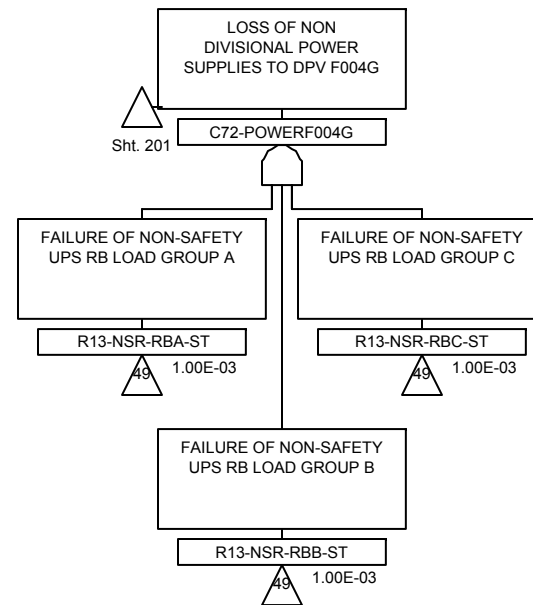 LOSS OF NON
DIVISIONAL POWER
SUPPLIES TO DPV F004G
Sht. 201
C72-POWERF004G
FAILURE OF NON-SAFETY
UPS RB LOAD GROUP A
R13-NSR-RBA-ST
49
1.00E-03
FAILURE OF NON-SAFETY
UPS RB LOAD GROUP C
R13-NSR-RBC-ST
49
1.00E-03
FAILURE OF NON-SAFETY
UPS RB LOAD GROUP B
R13-NSR-RBB-ST
49
1.00E-03